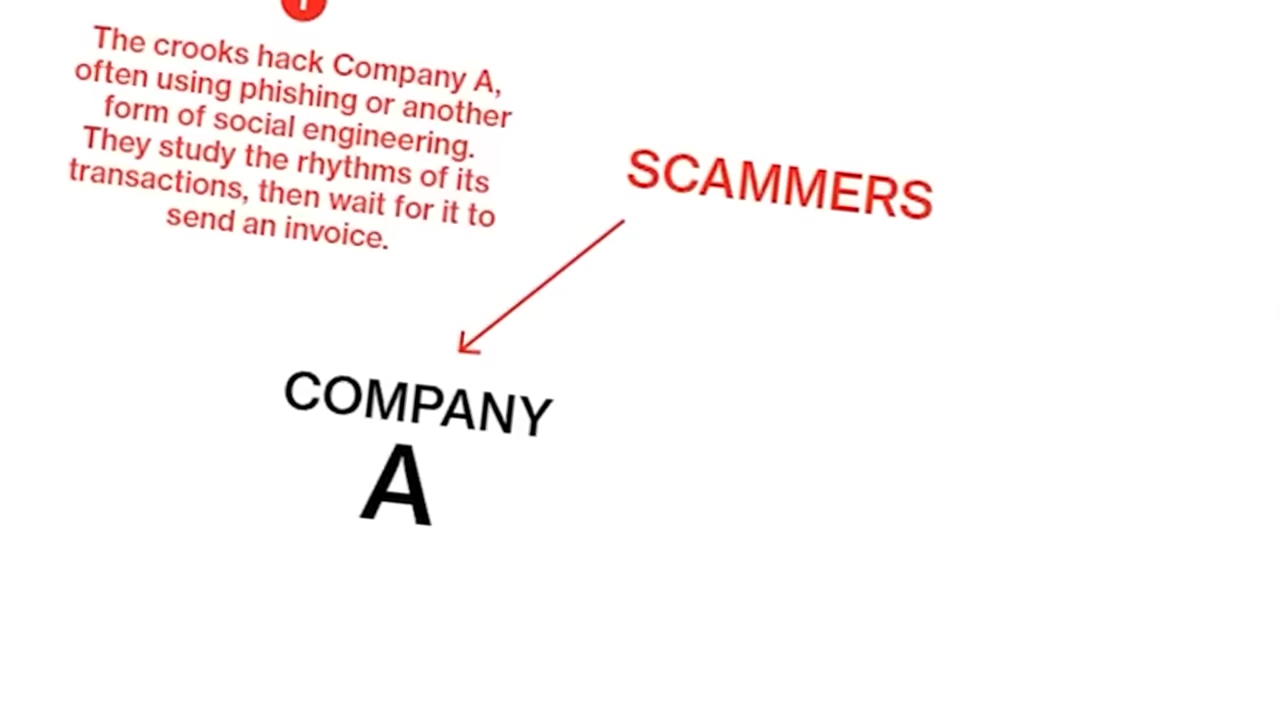 The crooks hack Company A,
often using phishing or another
form of social engineering.
They study the rhythms of its
transactions, then wait for it to
send an invoice.
SCAMMERS
COMPANY
A